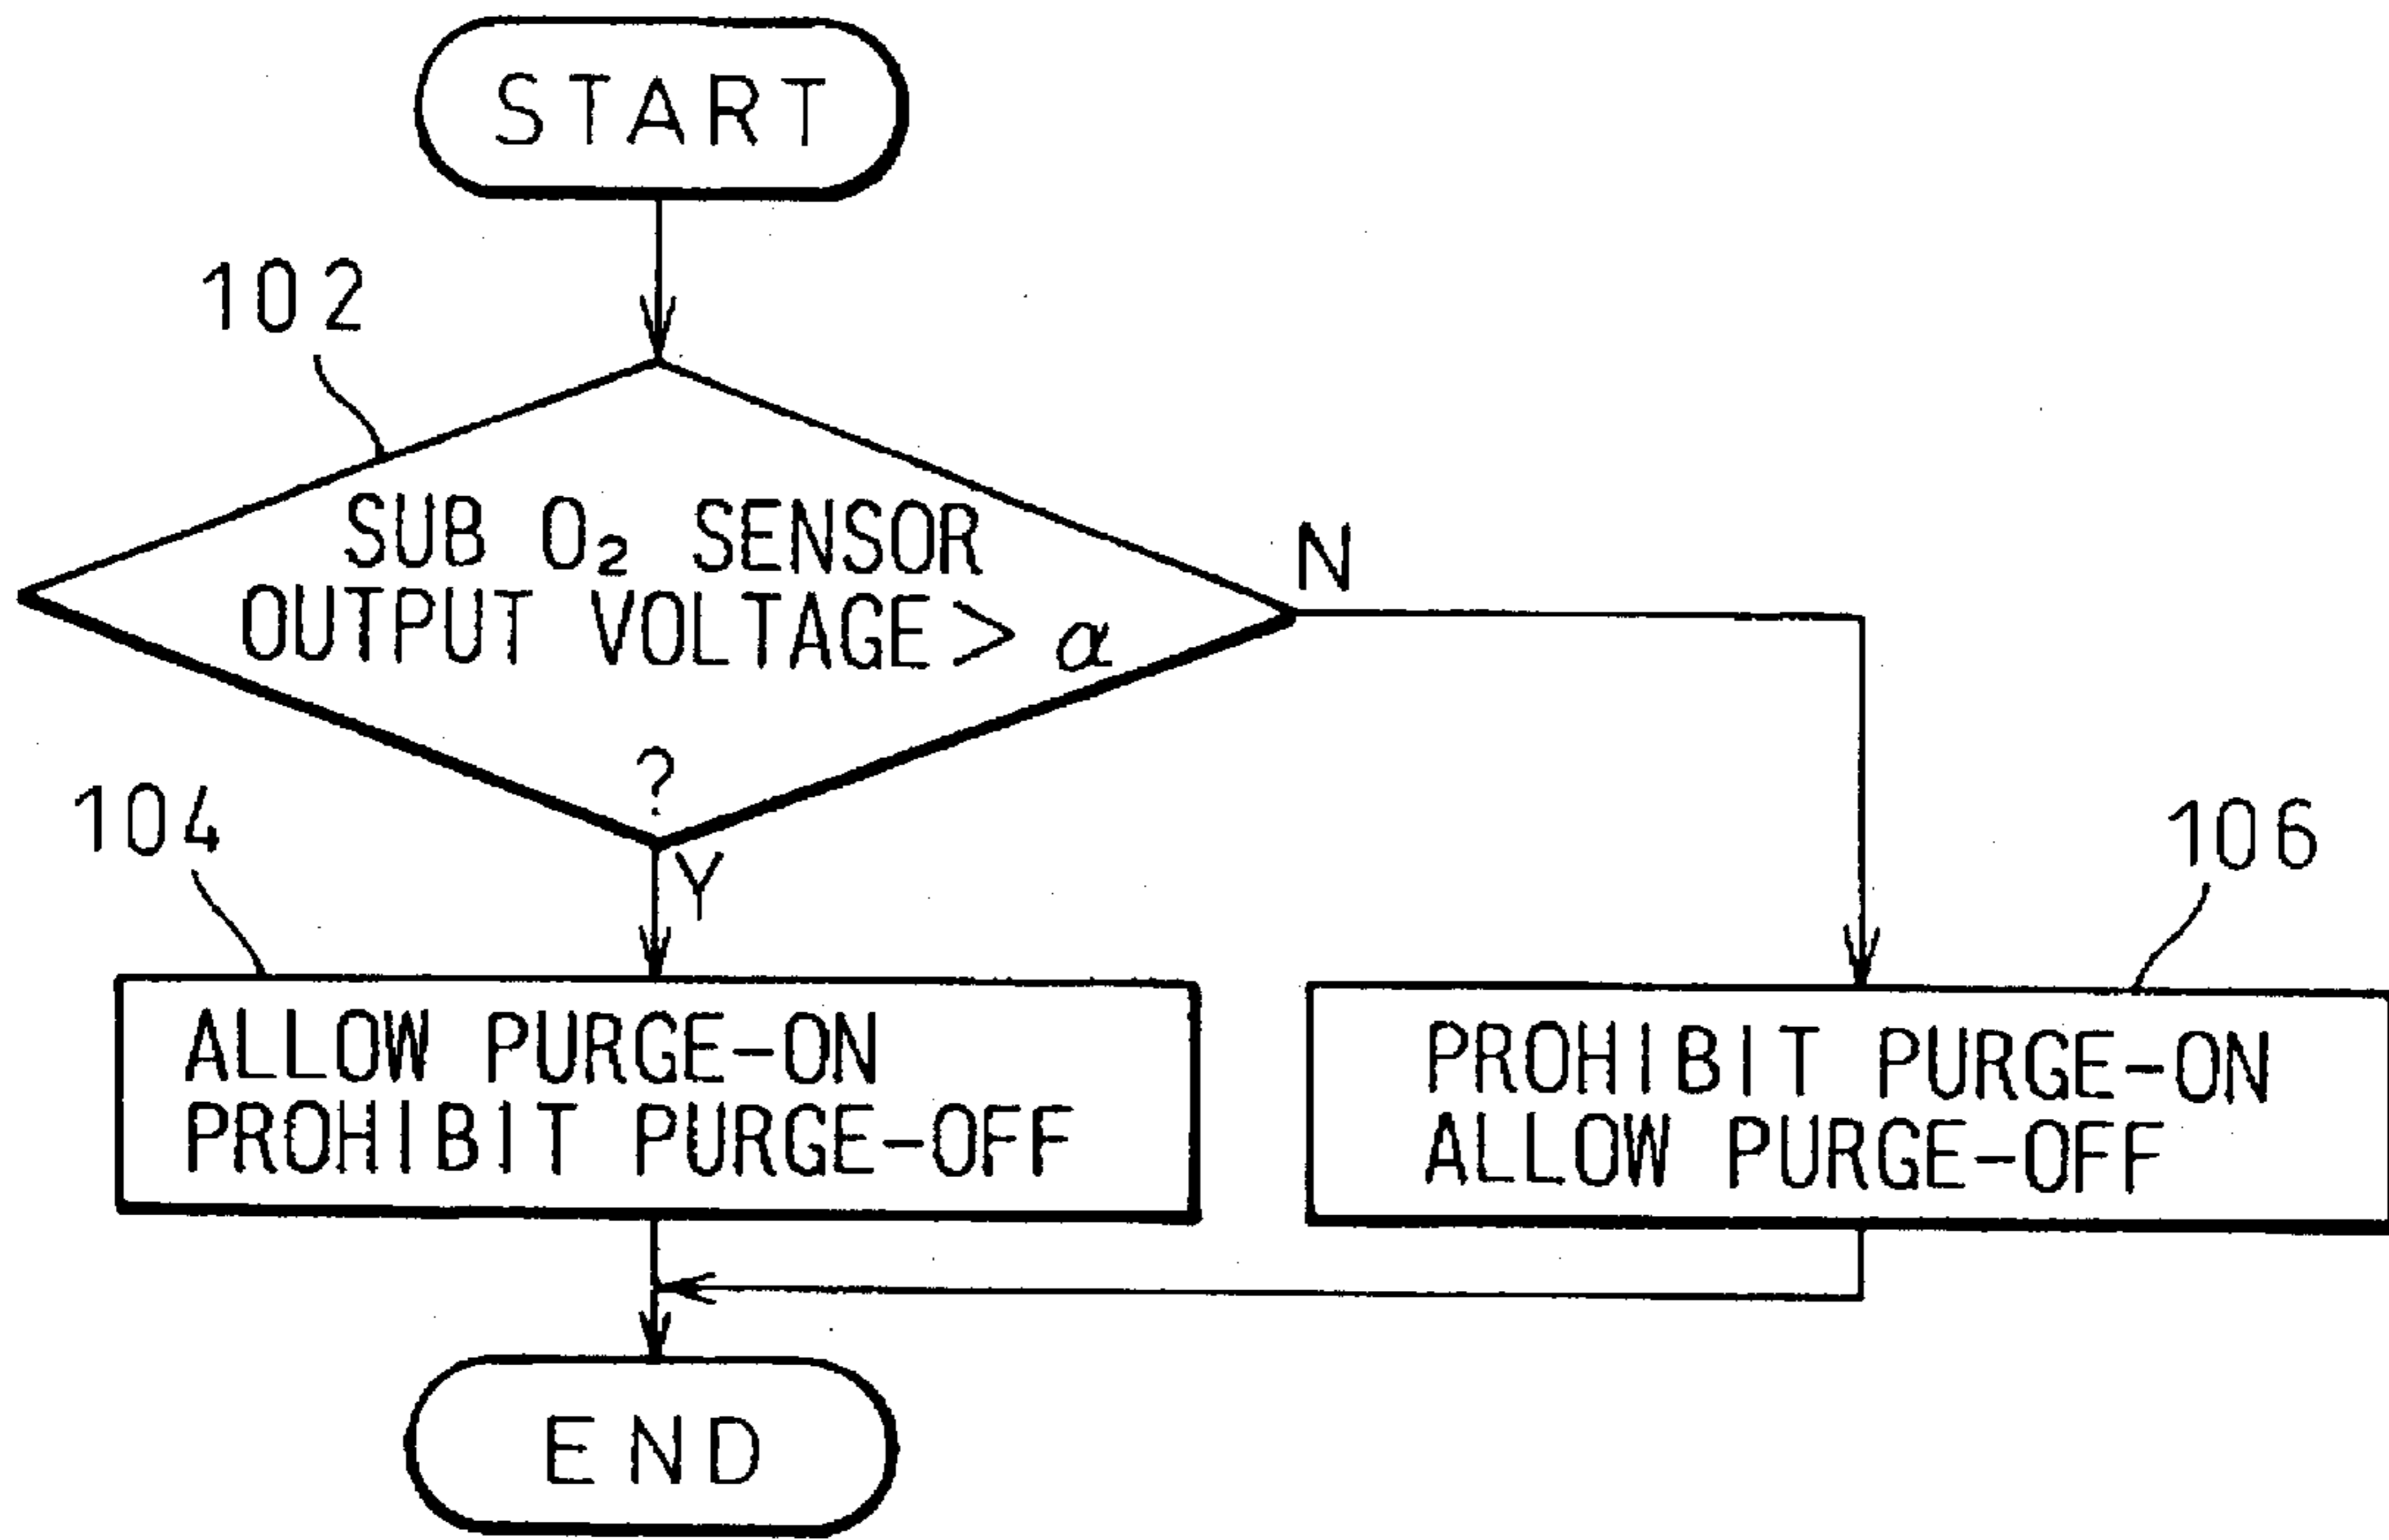 START
102
SUB O₂ SENSOR
OUTPUT VOLTAGE > α
?
N
Y
104
ALLOW PURGE-ON
PROHIBIT PURGE-OFF
106
PROHIBIT PURGE-ON
ALLOW PURGE-OFF
END